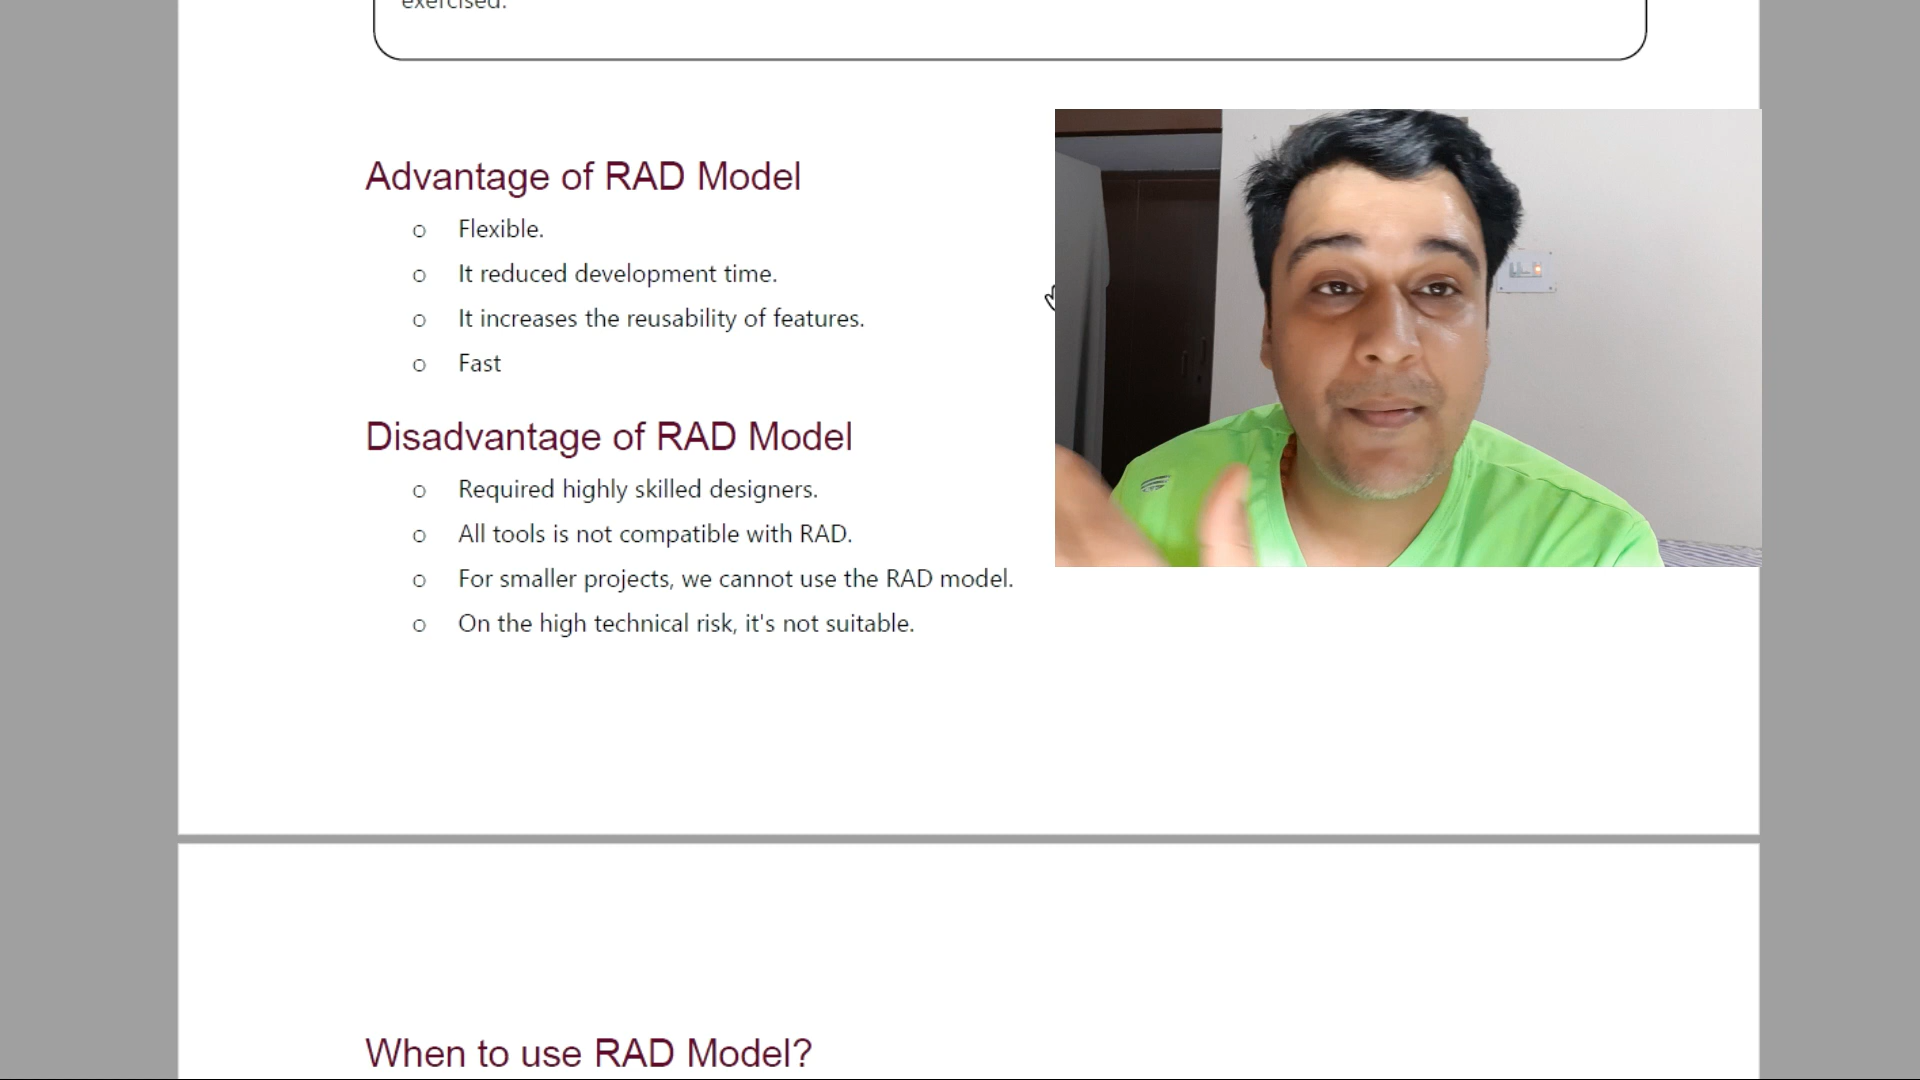 exercised.
Advantage of RAD Model
o Flexible.
o It reduced development time.
o It increases the reusability of features.
o Fast
Disadvantage of RAD Model
o Required highly skilled designers.
o All tools is not compatible with RAD.
o For smaller projects, we cannot use the RAD model.
o On the high technical risk, it's not suitable.
When to use RAD Model?